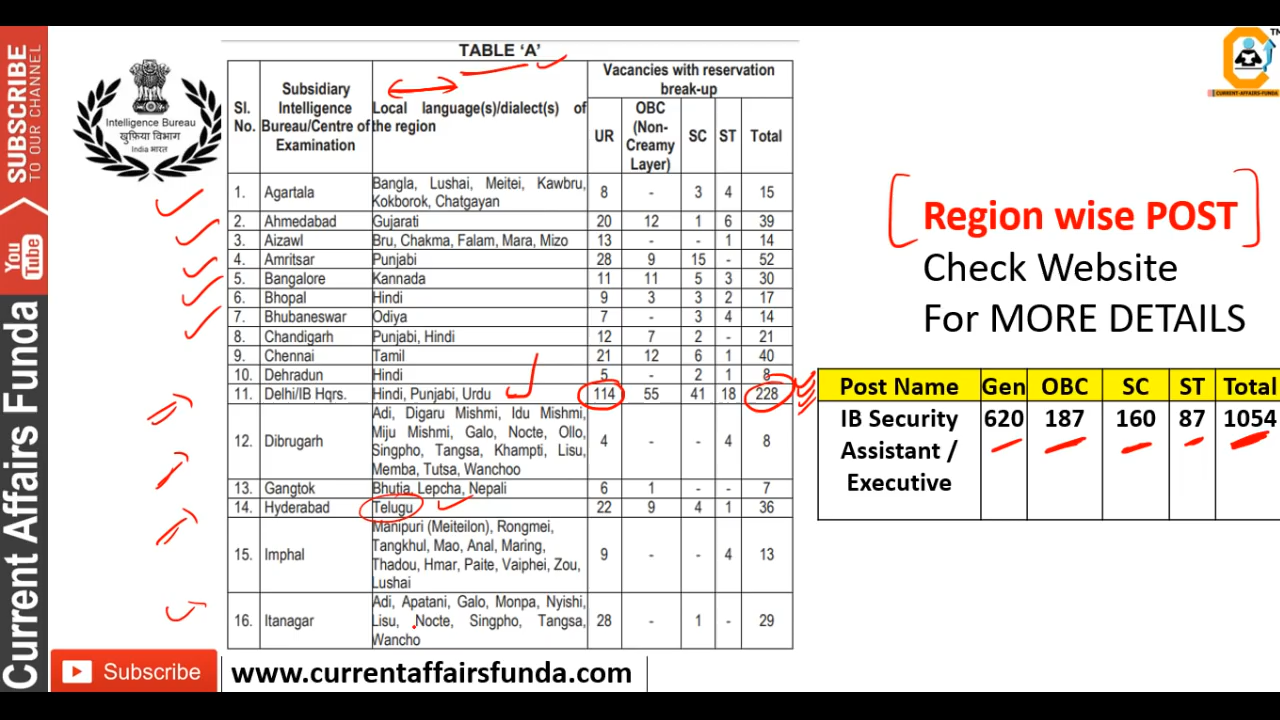 SUBSCRIBE
TO OUR CHANNEL
You
Tube
Current Affairs Funda
Intelligence Bureau
खुफ़िया विभाग
India भारत
TABLE ‘A’
Sl. No. Subsidiary Intelligence Bureau/Centre of Examination Local language(s)/dialect(s) of the region Vacancies with reservation break-up
UR OBC (Non-Creamy Layer) SC ST Total
1. Agartala Bangla, Lushai, Meitei, Kawbru, Kokborok, Chatgayan 8 - 3 4 15
2. Ahmedabad Gujarati 20 12 1 6 39
3. Aizawl Bru, Chakma, Falam, Mara, Mizo 13 - - 1 14
4. Amritsar Punjabi 28 9 15 - 52
5. Bangalore Kannada 11 11 5 3 30
6. Bhopal Hindi 9 3 3 2 17
7. Bhubaneswar Odiya 7 - 3 4 14
8. Chandigarh Punjabi, Hindi 12 7 2 - 21
9. Chennai Tamil 21 12 6 1 40
10. Dehradun Hindi 5 - 2 1 8
11. Delhi/IB Hqrs. Hindi, Punjabi, Urdu 114 55 41 18 228
12. Dibrugarh Adi, Digaru Mishmi, Idu Mishmi, Miju Mishmi, Galo, Nocte, Ollo, Singpho, Tangsa, Khampti, Lisu, Memba, Tutsa, Wanchoo 4 - - 4 8
13. Gangtok Bhutia, Lepcha, Nepali 6 1 - - 7
14. Hyderabad Telugu 22 9 4 1 36
15. Imphal Manipuri (Meiteilon), Rongmei, Tangkhul, Mao, Anal, Maring, Thadou, Hmar, Paite, Vaiphei, Zou, Lushai 9 - - 4 13
16. Itanagar Adi, Apatani, Galo, Monpa, Nyishi, Lisu, Nocte, Singpho, Tangsa, Wancho 28 - 1 - 29
Subscribe
www.currentaffairsfunda.com
TM
CURRENT-AFFAIRS-FUNDA
Region wise POST
Check Website
For MORE DETAILS
Post Name Gen OBC SC ST Total
IB Security Assistant / Executive 620 187 160 87 1054